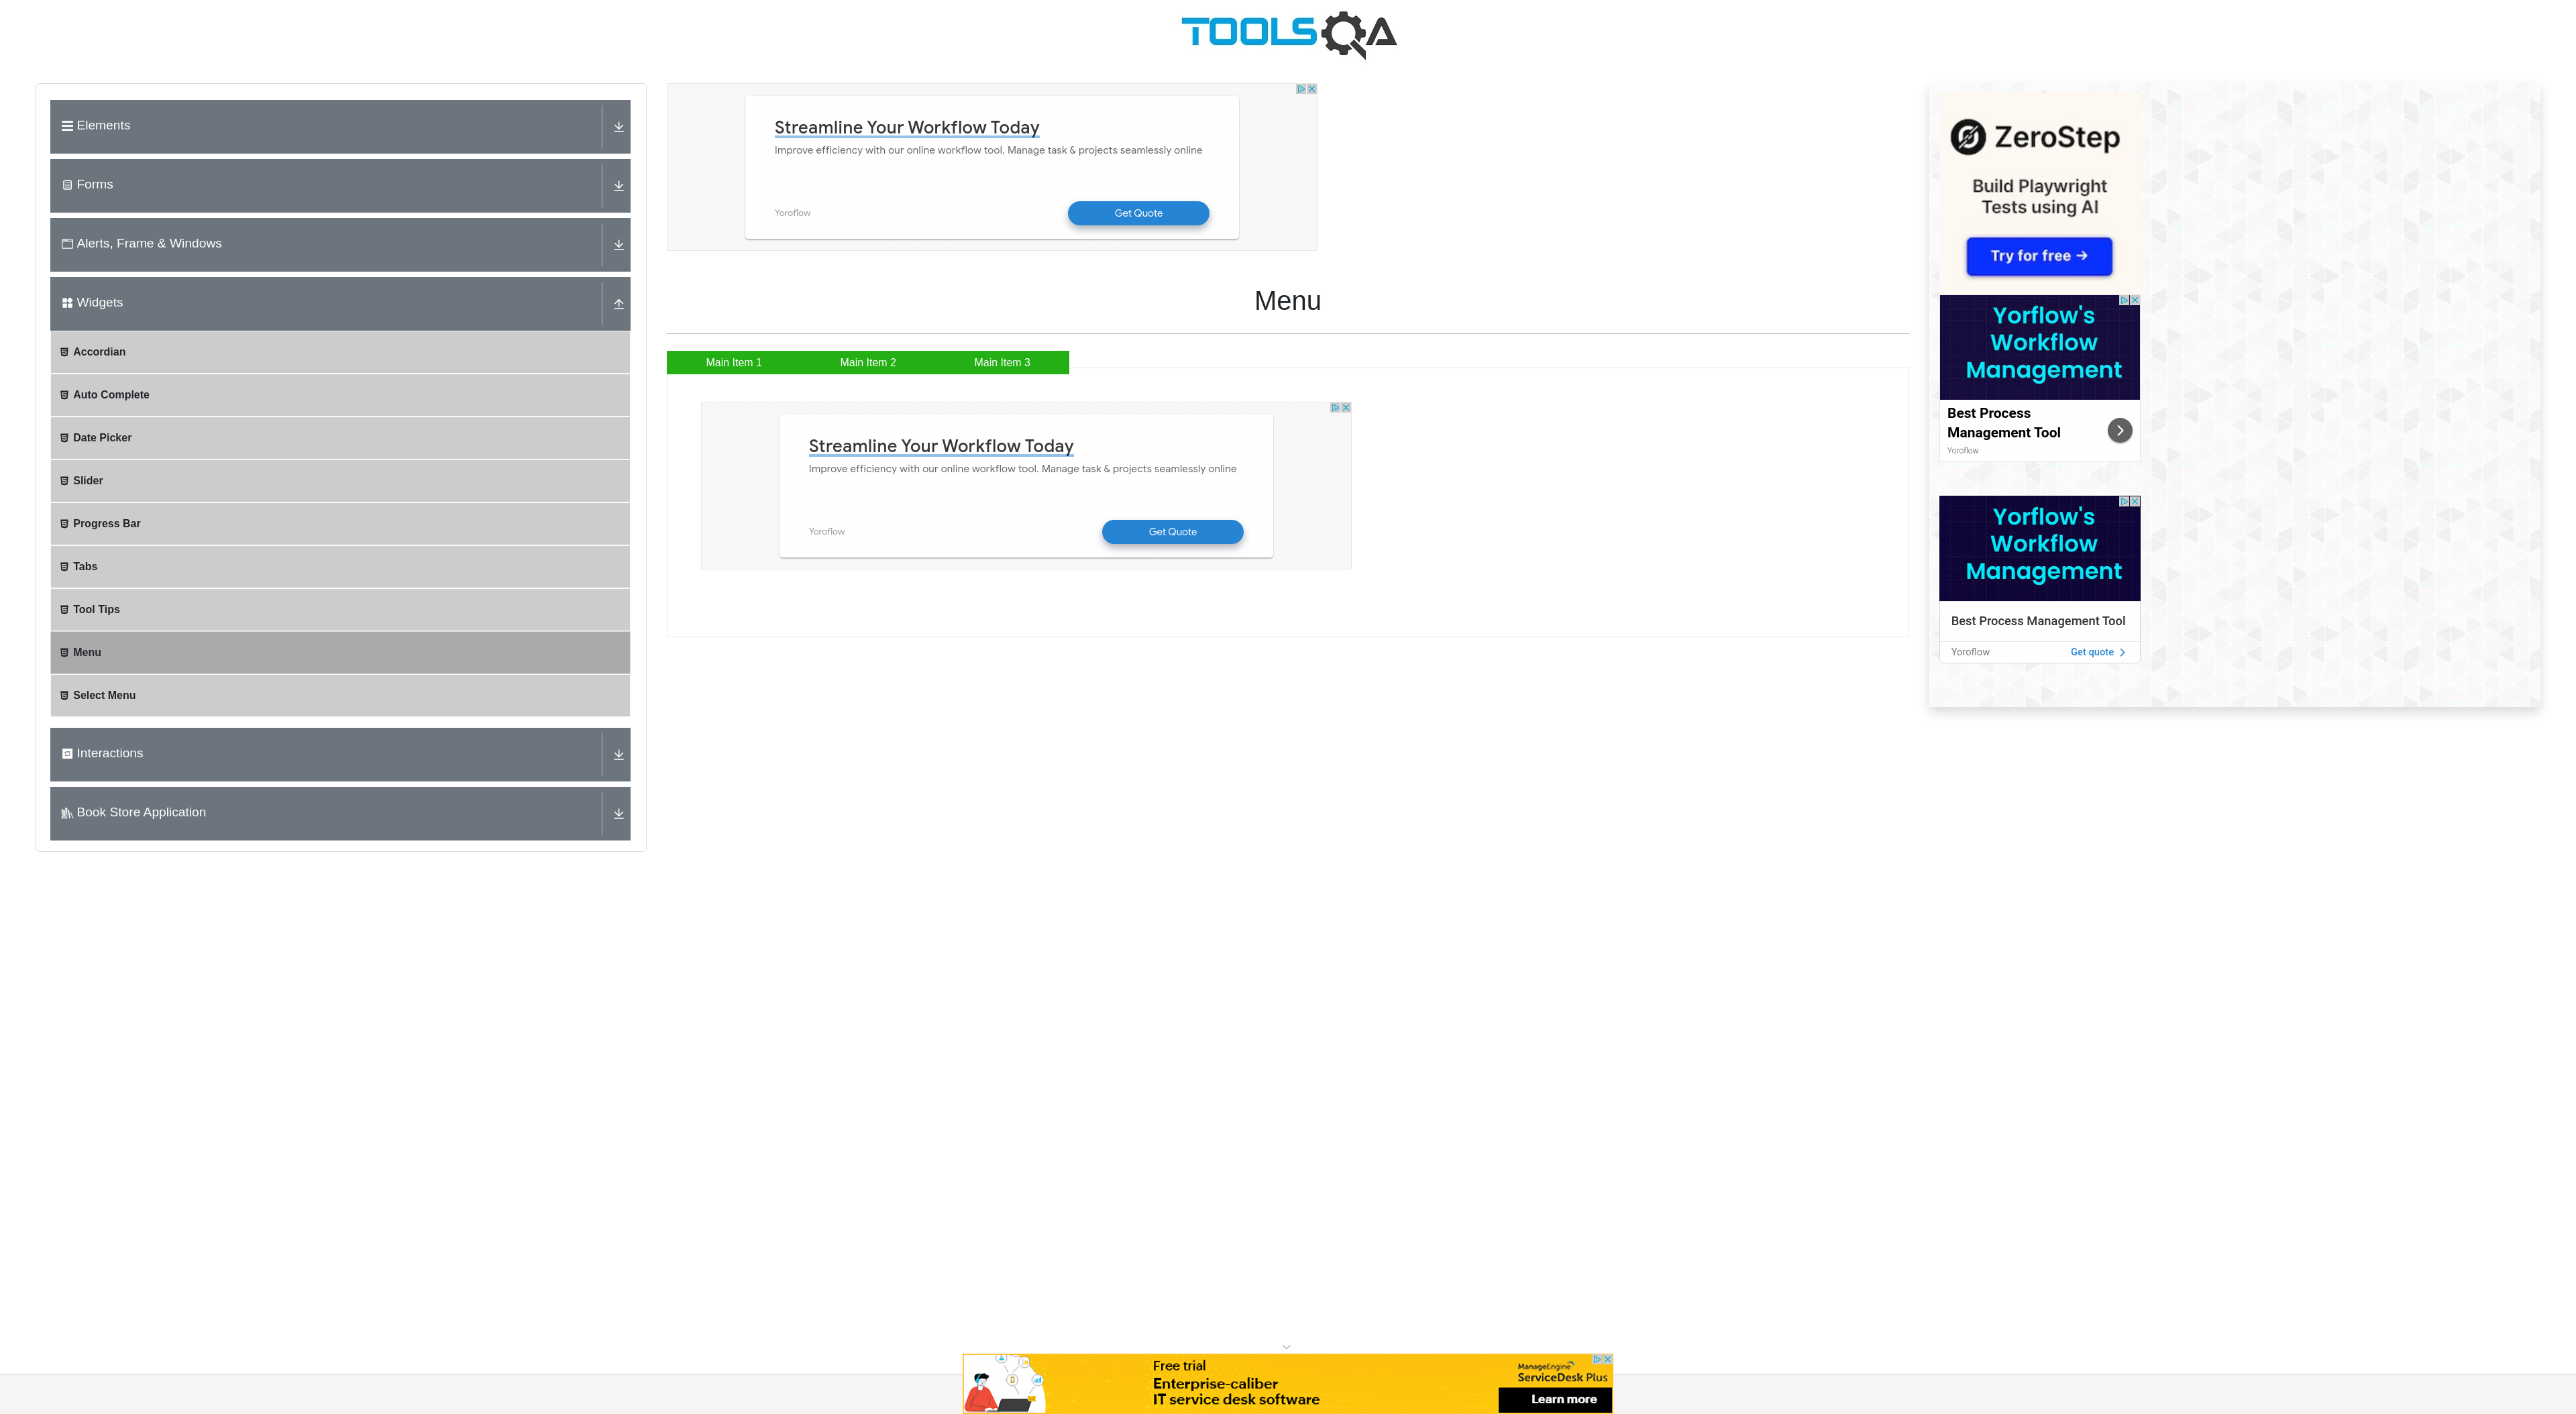 TOOLSQA
Elements
Forms
Alerts, Frame & Windows
Widgets
Accordian
Auto Complete
Date Picker
Slider
Progress Bar
Tabs
Tool Tips
Menu
Select Menu
Interactions
Book Store Application
Streamline Your Workflow Today
Improve efficiency with our online workflow tool. Manage task & projects seamlessly online
Yoroflow
Get Quote
Menu
Main Item 1
Main Item 2
Main Item 3
Streamline Your Workflow Today
Improve efficiency with our online workflow tool. Manage task & projects seamlessly online
Yoroflow
Get Quote
ZeroStep
Build Playwright
Tests using AI
Try for free →
Yorflow's
Workflow
Management
Best Process
Management Tool
Yoroflow
Yorflow's
Workflow
Management
Best Process Management Tool
Yoroflow
Get quote
Free trial
Enterprise-caliber
IT service desk software
ManageEngine
ServiceDesk Plus
Learn more